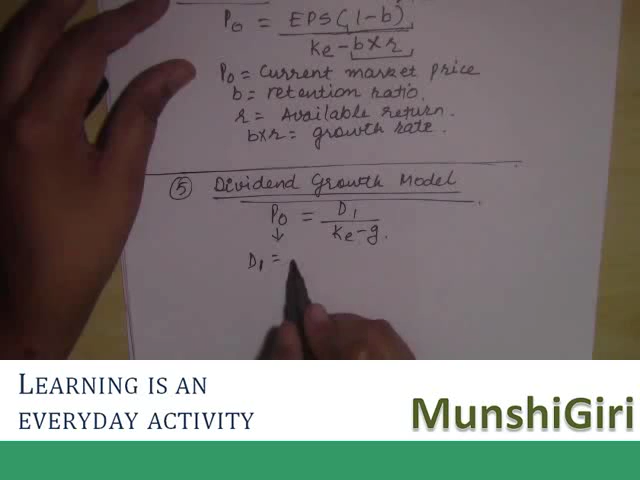 P0 = EPS(1-b)
Ke-b×r
P0 = Current market price
b = retention ratio.
r = Available return.
b×r = growth rate.
5 Dividend Growth Model
P0 = D1
Ke-g.
↓
D1 =
LEARNING IS AN
EVERYDAY ACTIVITY
MunshiGiri